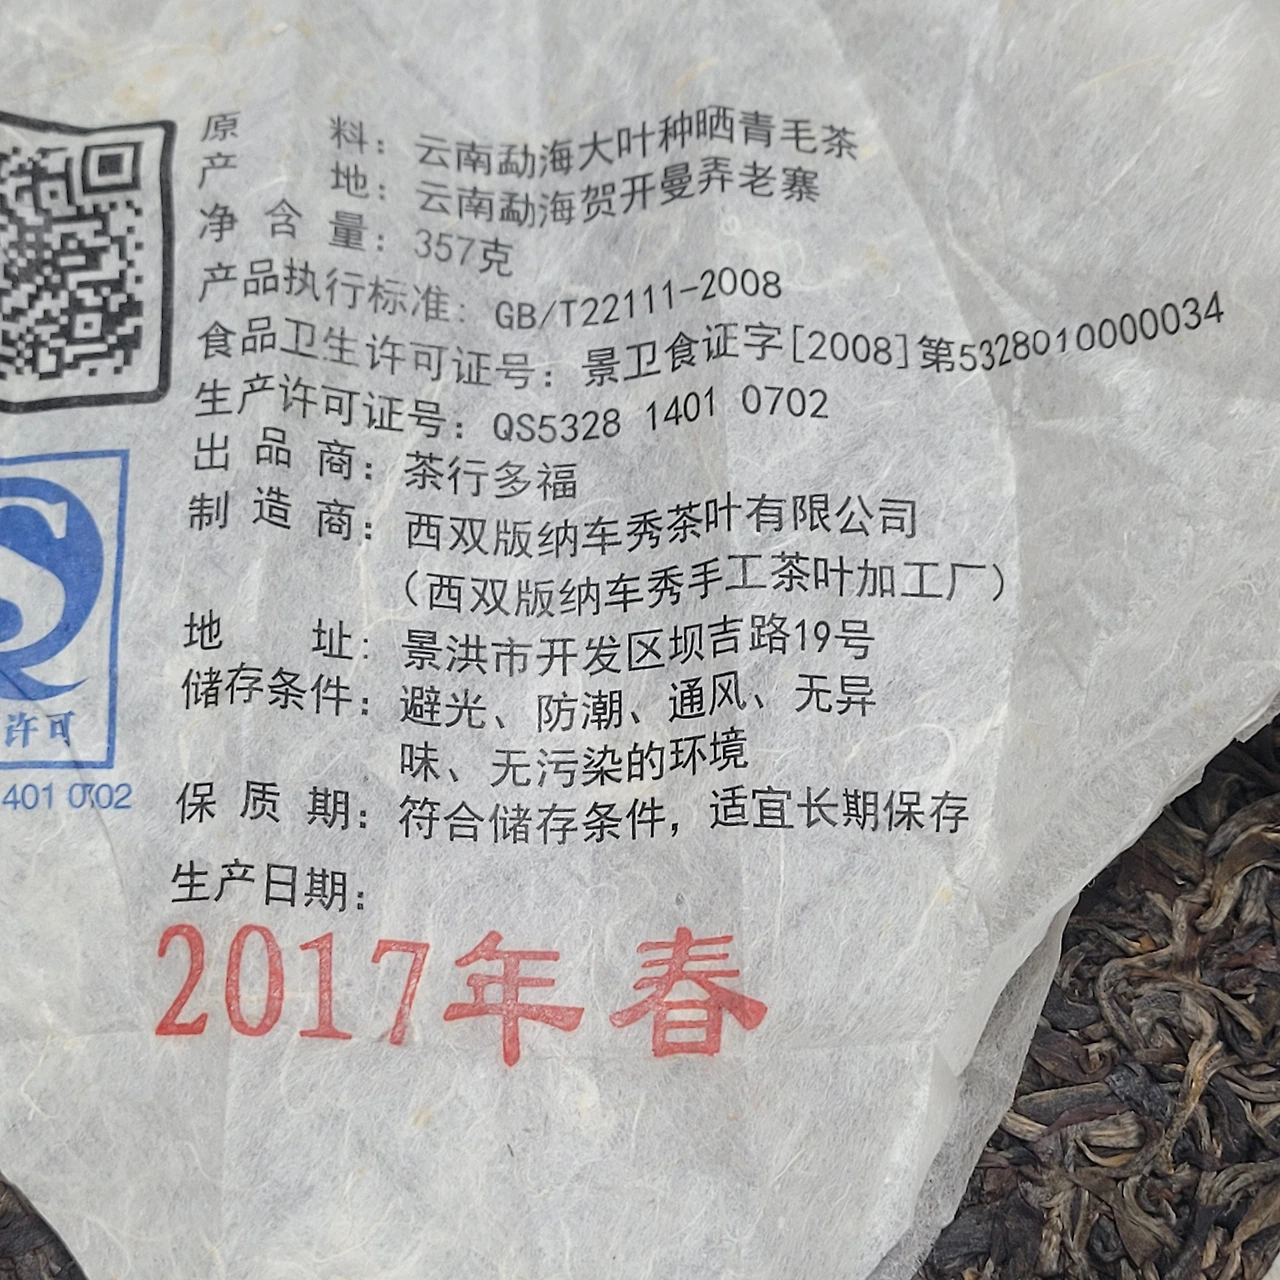 原料：云南勐海大叶种晒青毛茶
产地：云南勐海贺开曼弄老寨
净含量：357克
产品执行标准：GB/T22111-2008
食品卫生许可证号：景卫食证字[2008]第5328010000034
生产许可证号：QS5328 1401 0702
出品商：茶行多福
制造商：西双版纳车秀茶叶有限公司
（西双版纳车秀手工茶叶加工厂）
地址：景洪市开发区坝吉路19号
储存条件：避光、防潮、通风、无异
味、无污染的环境
保质期：符合储存条件，适宜长期保存
生产日期：
2017年春
许可
401 0702